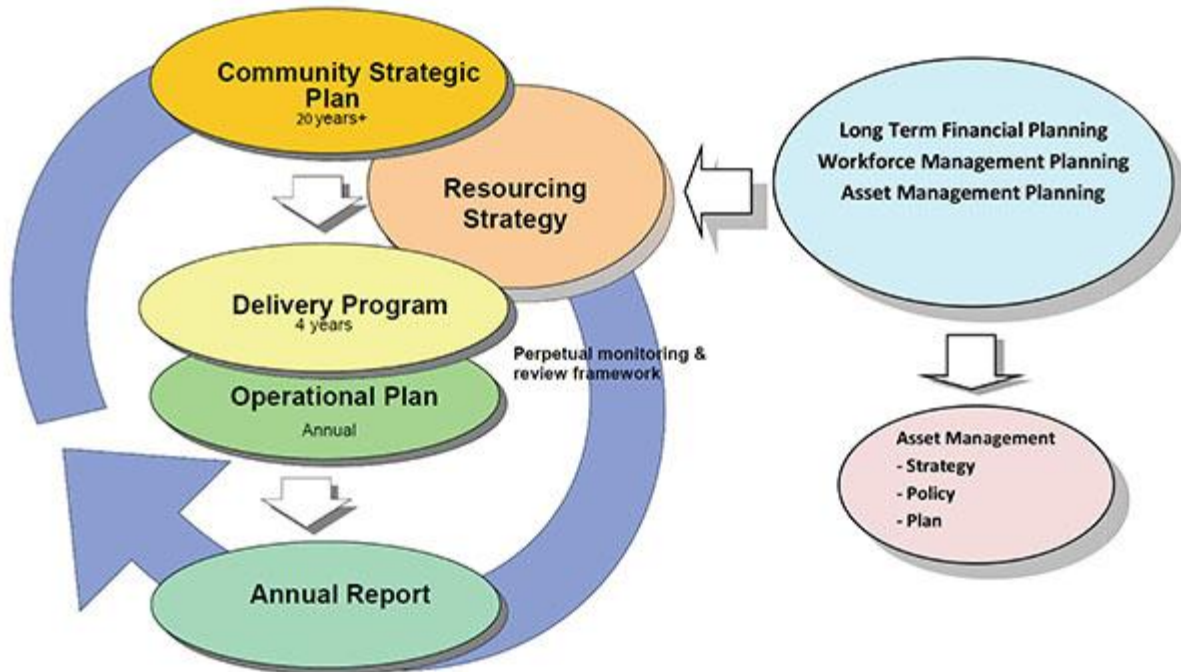 Community Strategic
Plan
20 years+
Resourcing
Strategy
Long Term Financial Planning
Workforce Management Planning
Asset Management Planning
Delivery Program
4 years
Perpetual monitoring &
review framework
Operational Plan
Annual
Asset Management
- Strategy
- Policy
- Plan
Annual Report